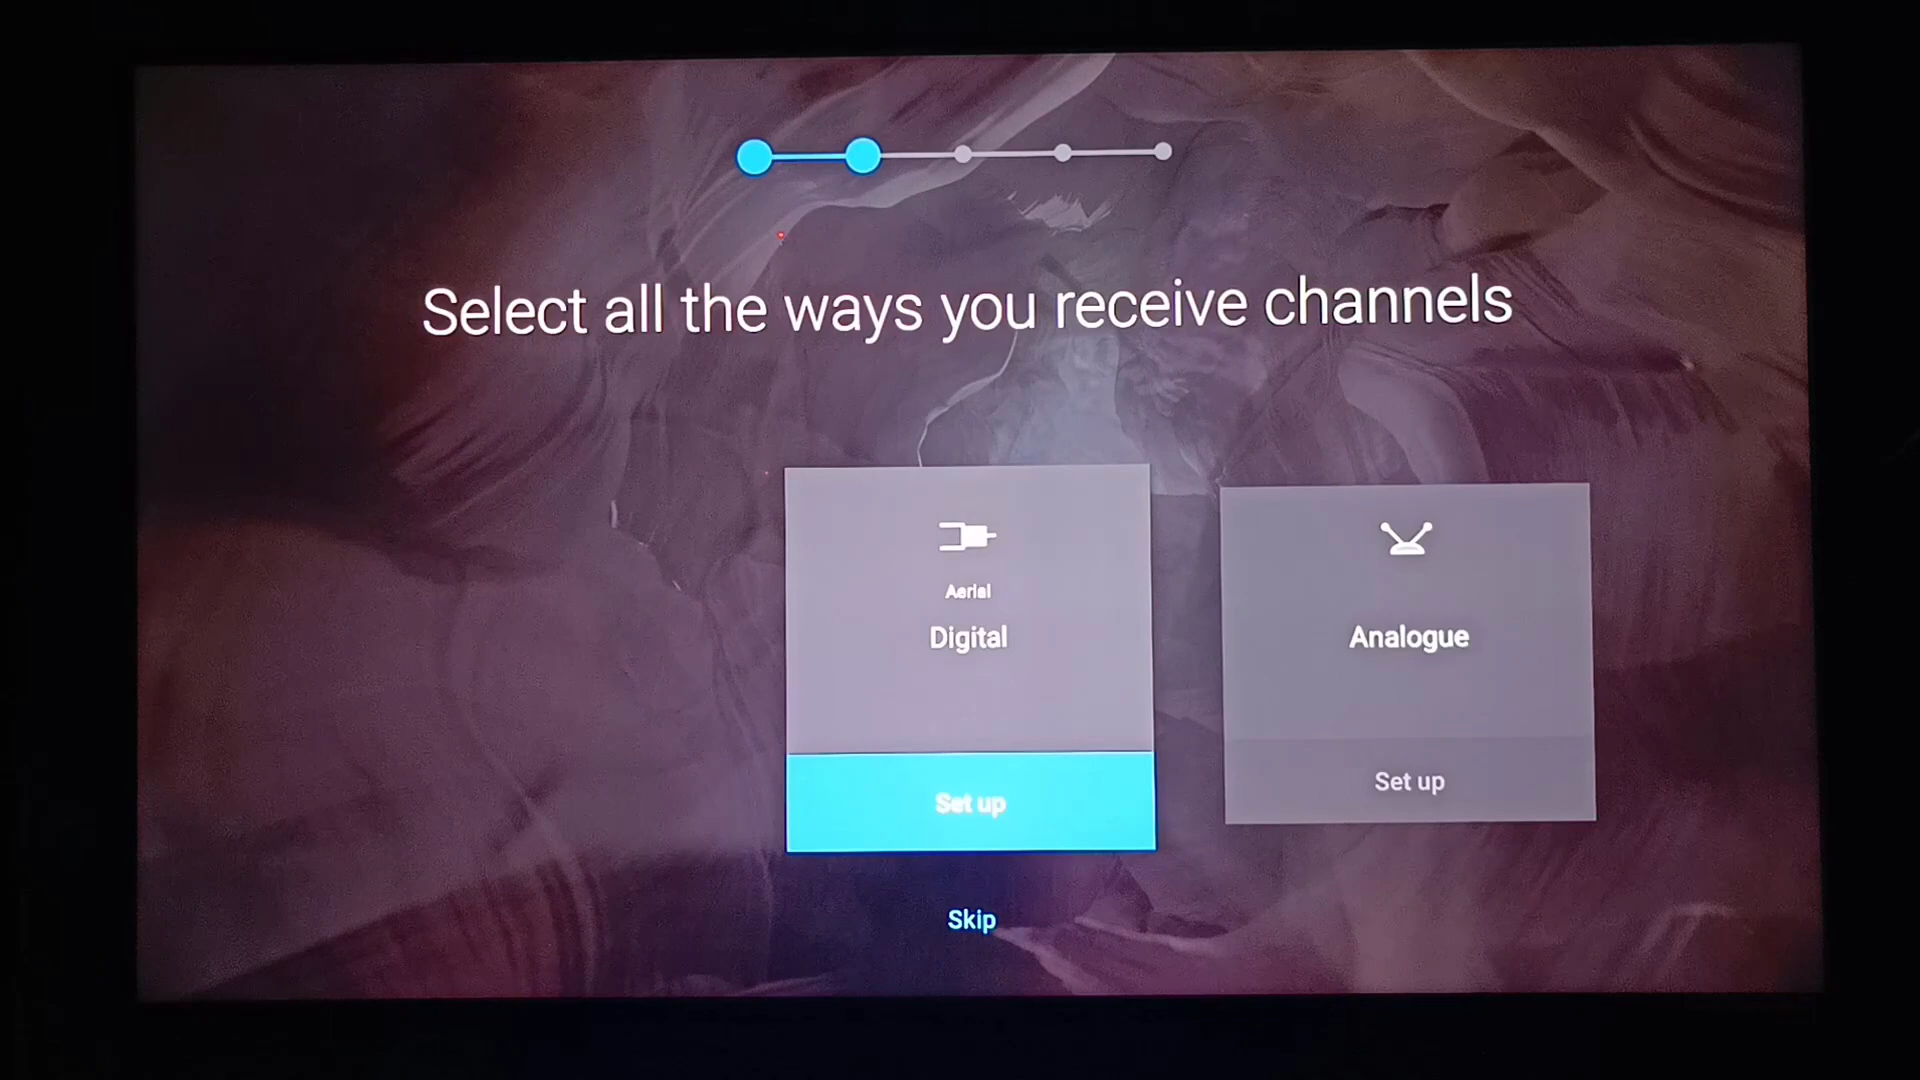 Select all the ways you receive channels
Aerial
Digital
Set up
Analogue
Set up
Skip